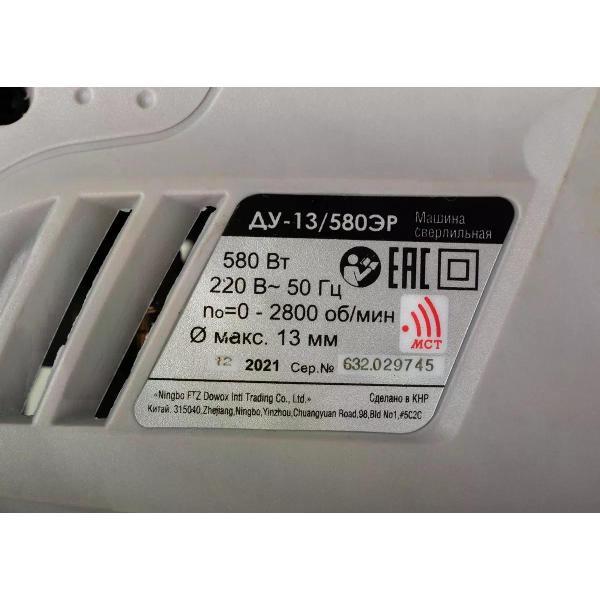 ДУ-13/580ЭР Машина сверлильная
580 Вт
220 В~ 50 Гц
EAC
n₀=0 - 2800 об/мин
Ø макс. 13 мм
МСТ
12 2021 Сер.№ 632.029745
«Ningbo FTZ Dowox Intl Trading Co., Ltd.» Сделано в КНР
Китай. 315040,Zhejiang,Ningbo,Yinzhou,Chuangyuan Road,98,Bld No1,#5C2C